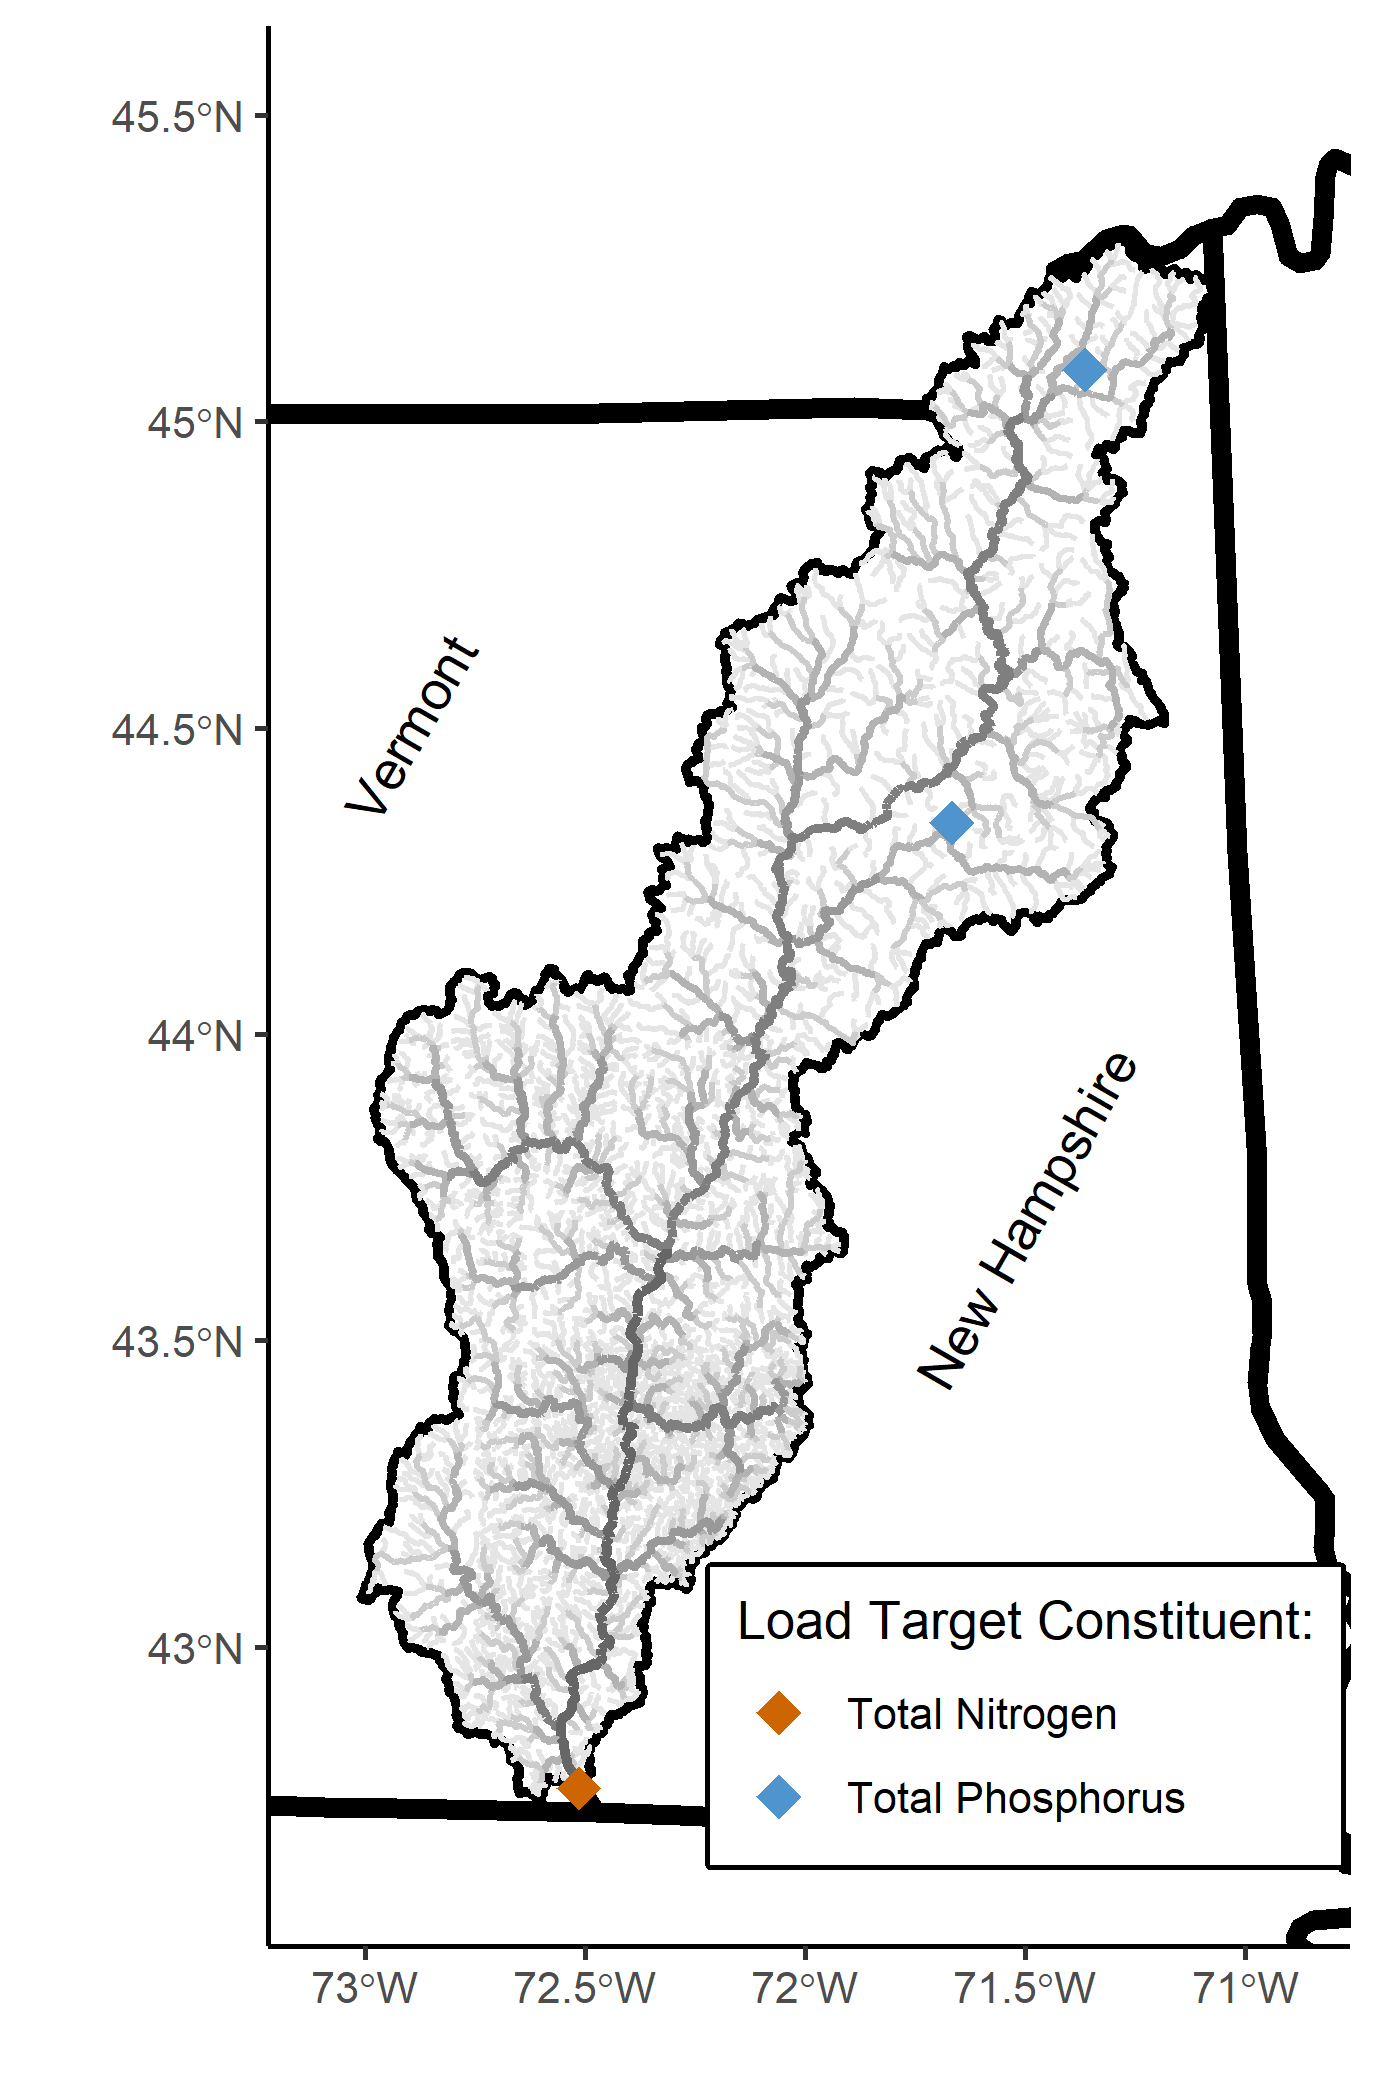 45.5°N
45°N
44.5°N
44°N
43.5°N
43°N
Vermont
New Hampshire
Load Target Constituent:
Total Nitrogen
Total Phosphorus
73°W
72.5°W
72°W
71.5°W
71°W